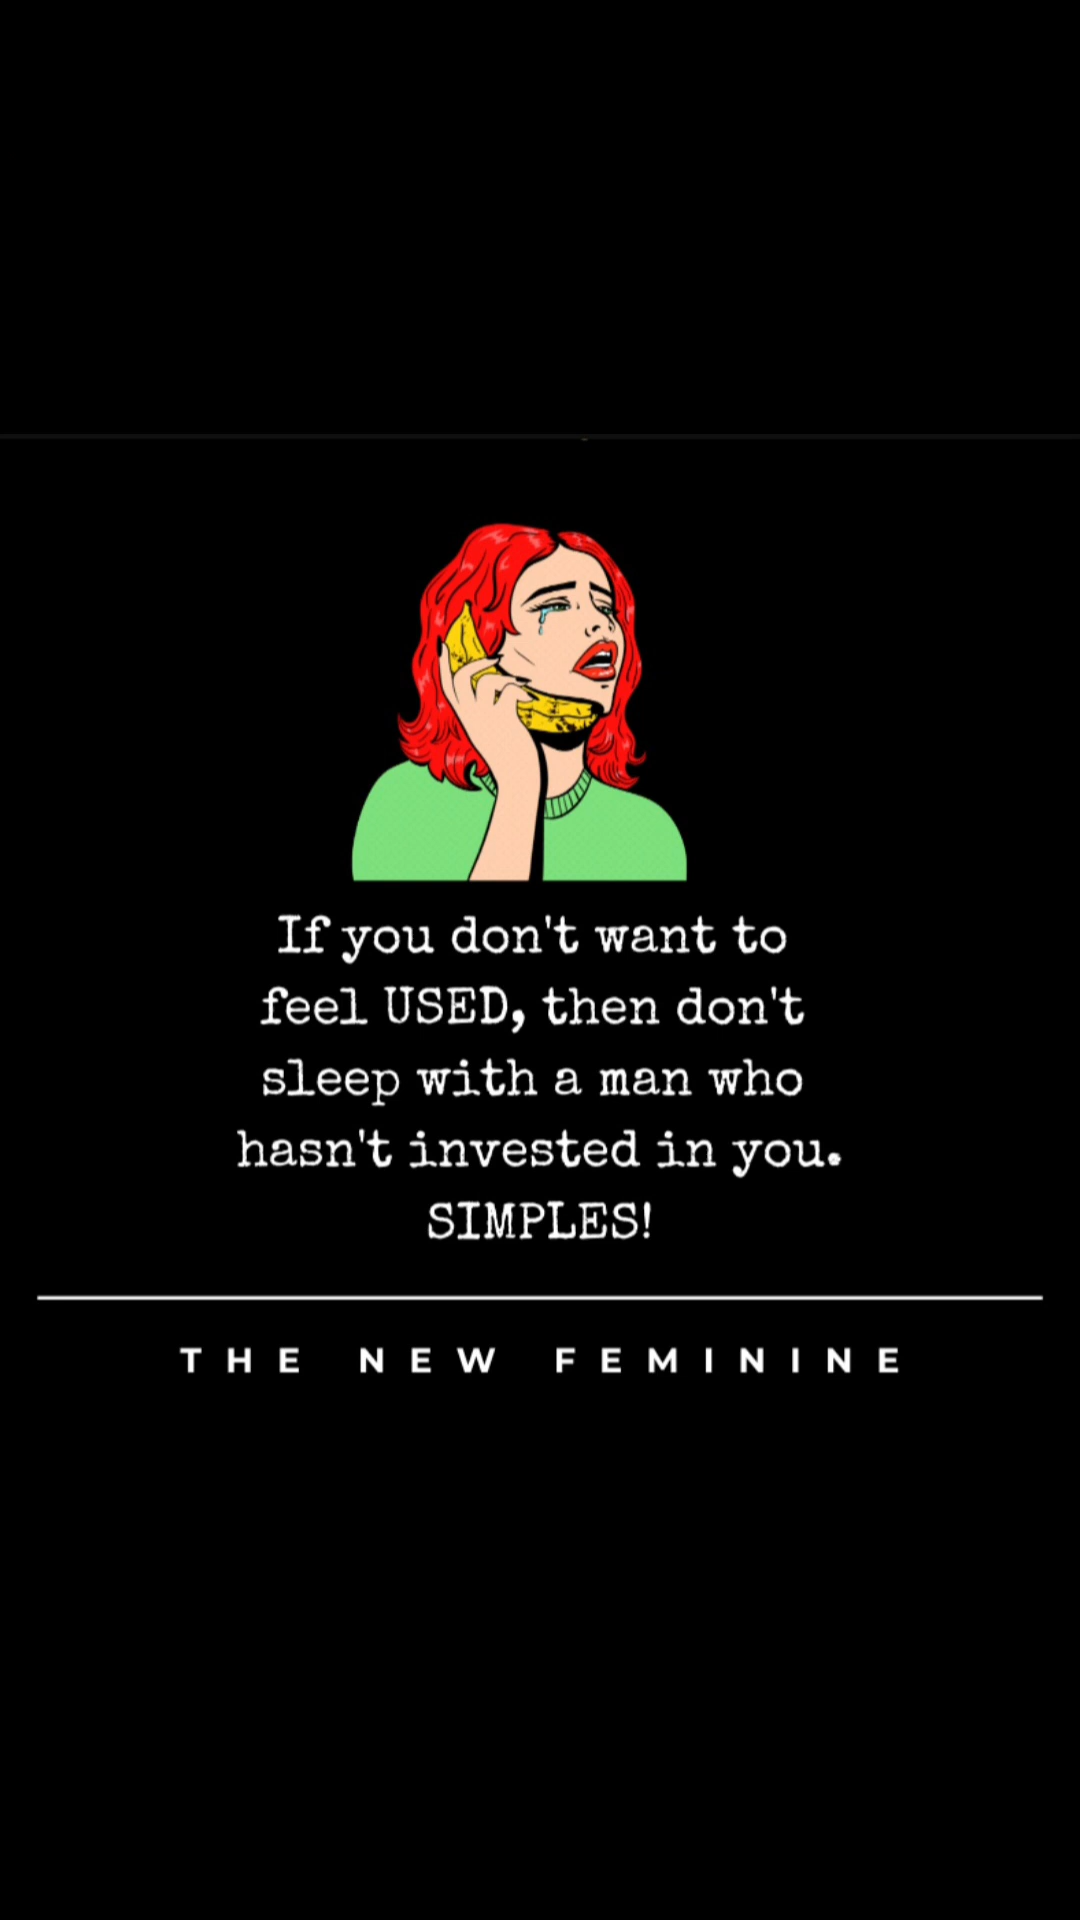 If you don't want to
feel USED, then don't
sleep with a man who
hasn't invested in you.
SIMPLES!
THE NEW FEMININE